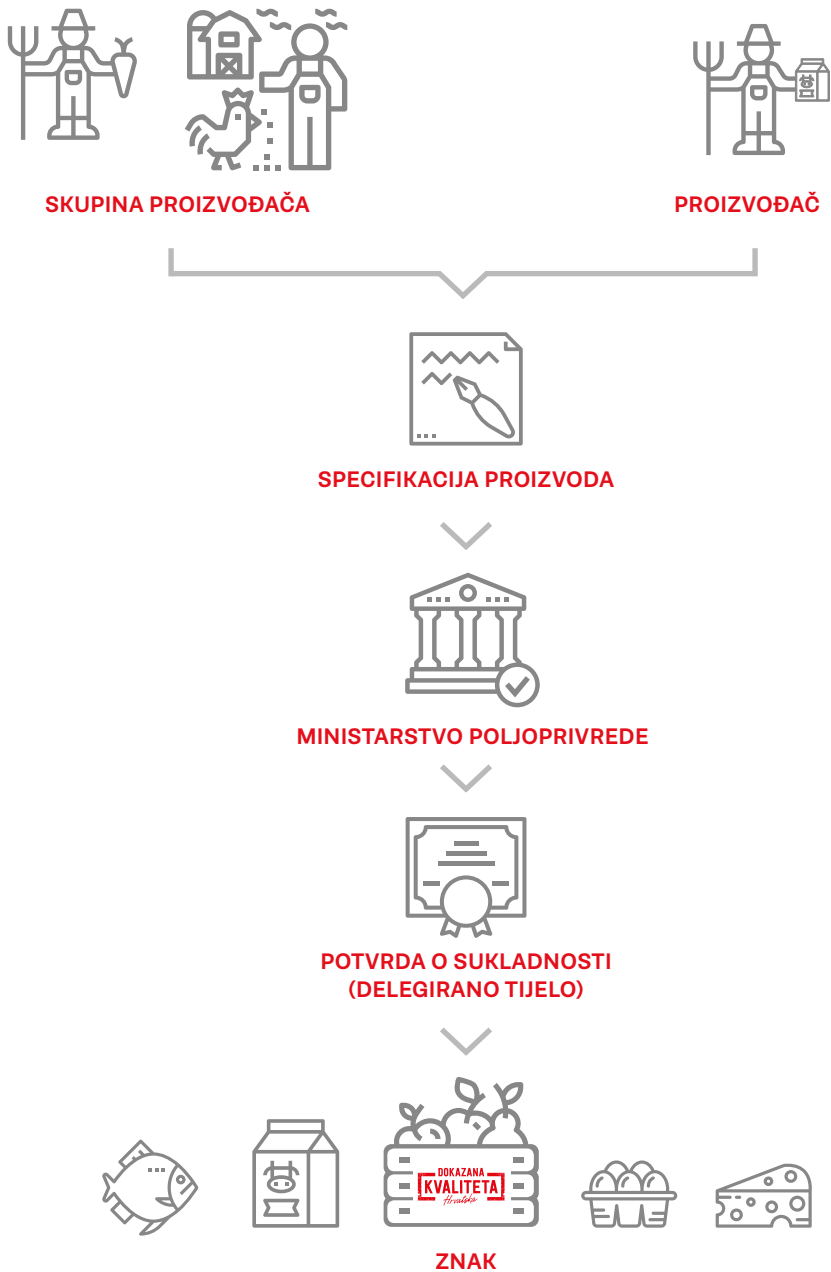 SKUPINA PROIZVOĐAČA
PROIZVOĐAČ
SPECIFIKACIJA PROIZVODA
MINISTARSTVO POLJOPRIVREDE
POTVRDA O SUKLADNOSTI
(DELEGIRANO TIJELO)
DOKAZANA
KVALITETA
Hrvatska
ZNAK